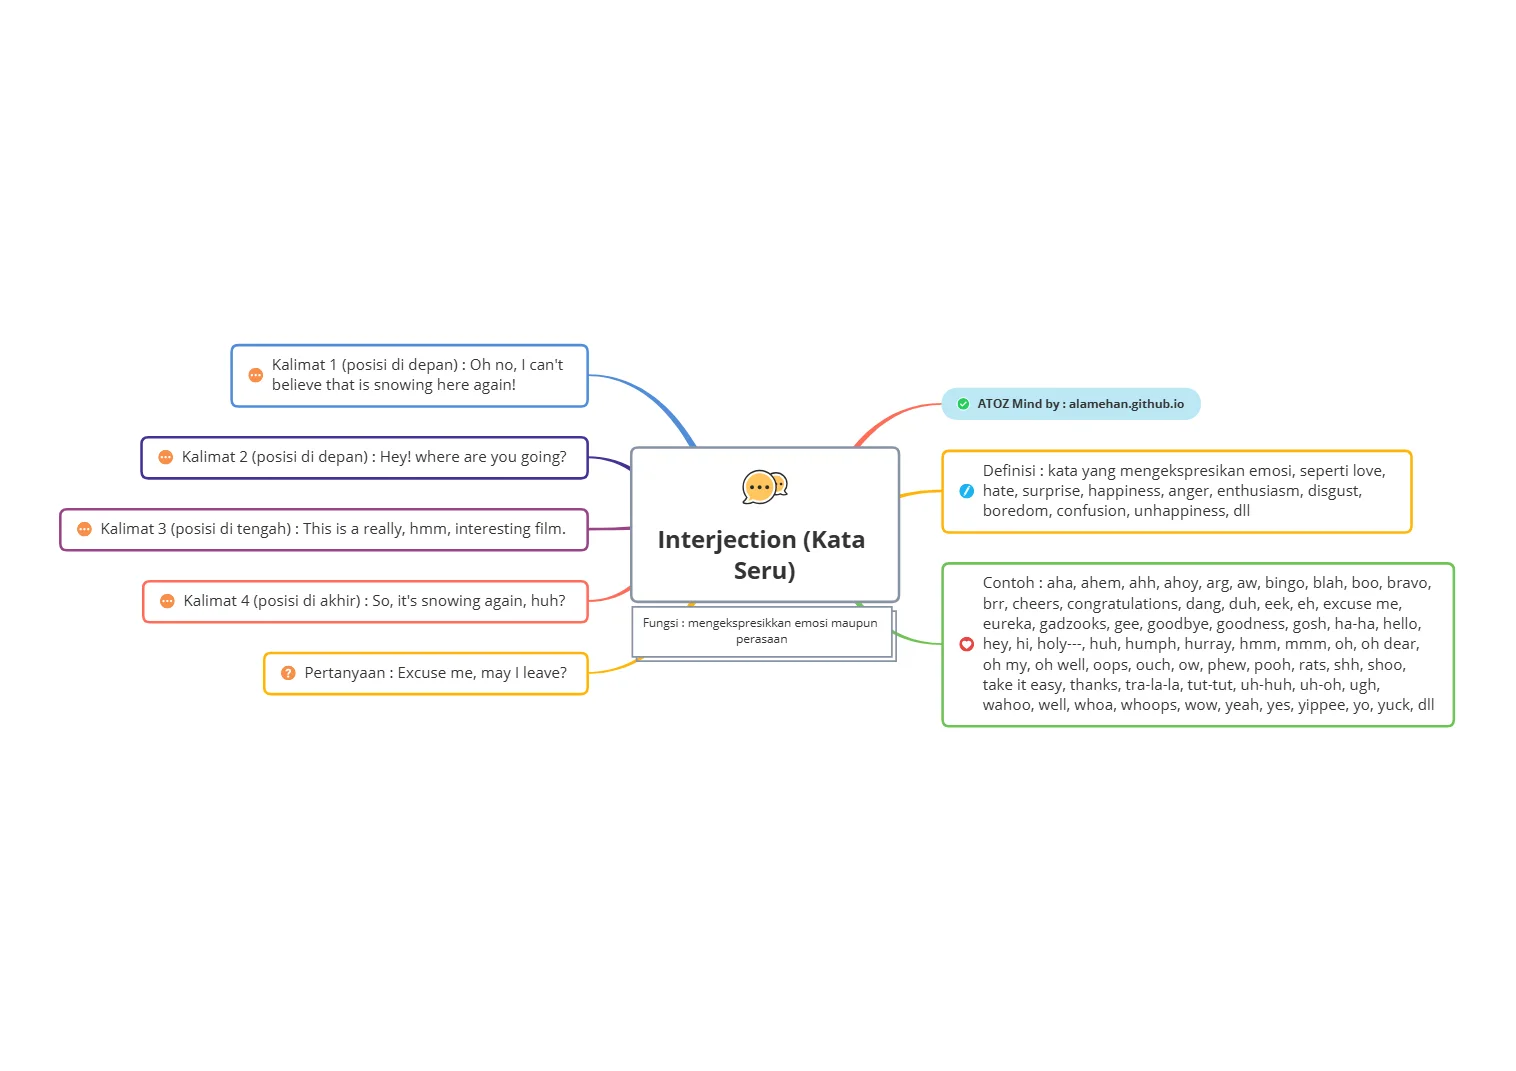 Kalimat 1 (posisi di depan) : Oh no, I can't
believe that is snowing here again!
Kalimat 2 (posisi di depan) : Hey! where are you going?
Kalimat 3 (posisi di tengah) : This is a really, hmm, interesting film.
Kalimat 4 (posisi di akhir) : So, it's snowing again, huh?
Pertanyaan : Excuse me, may I leave?
Interjection (Kata
Seru)
Fungsi : mengekspresikkan emosi maupun
perasaan
ATOZ Mind by : alamehan.github.io
Definisi : kata yang mengekspresikan emosi, seperti love,
hate, surprise, happiness, anger, enthusiasm, disgust,
boredom, confusion, unhappiness, dll
Contoh : aha, ahem, ahh, ahoy, arg, aw, bingo, blah, boo, bravo,
brr, cheers, congratulations, dang, duh, eek, eh, excuse me,
eureka, gadzooks, gee, goodbye, goodness, gosh, ha-ha, hello,
hey, hi, holy---, huh, humph, hurray, hmm, mmm, oh, oh dear,
oh my, oh well, oops, ouch, ow, phew, pooh, rats, shh, shoo,
take it easy, thanks, tra-la-la, tut-tut, uh-huh, uh-oh, ugh,
wahoo, well, whoa, whoops, wow, yeah, yes, yippee, yo, yuck, dll